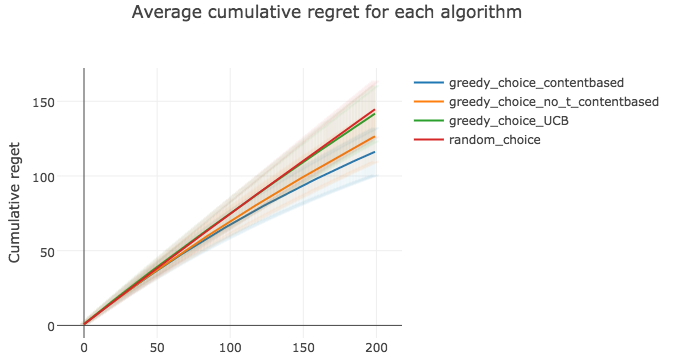 Average cumulative regret for each algorithm
greedy_choice_contentbased
greedy_choice_no_t_contentbased
greedy_choice_UCB
random_choice
Cumulative reget
150
100
50
0
0 50 100 150 200